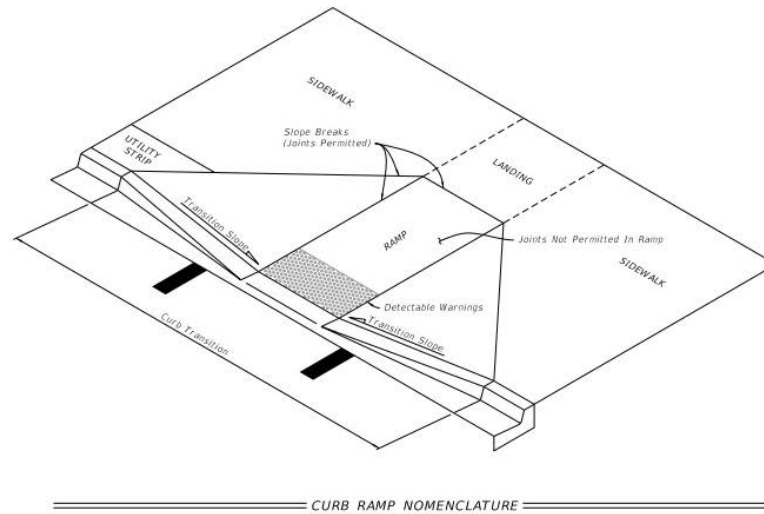 SIDEWALK
Slope Breaks
(Joints Permitted)
UTILITY
STRIP
LANDING
Transition Slope
RAMP
Joints Not Permitted In Ramp
SIDEWALK
Detectable Warnings
Transition Slope
Curb Transition
CURB RAMP NOMENCLATURE